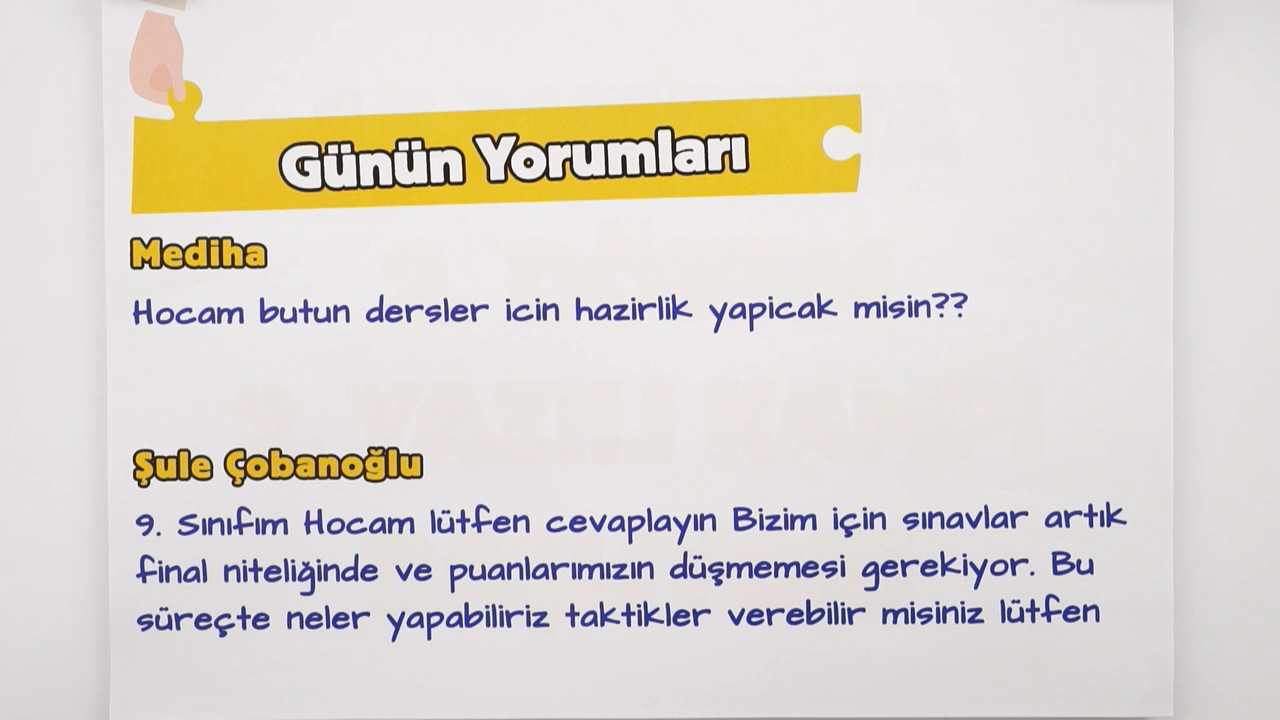 Günün Yorumları
Mediha
Hocam butun dersler icin hazirlik yapicak misin??
Şule Çobanoğlu
9. Sınıfım Hocam lütfen cevaplayın Bizim için sınavlar artık
final niteliğinde ve puanlarımızın düşmemesi gerekiyor. Bu
süreçte neler yapabiliriz taktikler verebilir misiniz lütfen